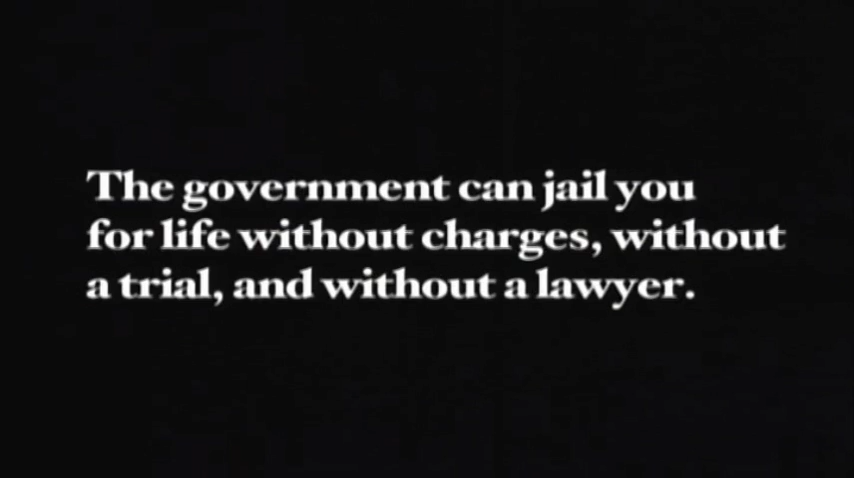 The government can jail you
for life without charges, without
a trial, and without a lawyer.